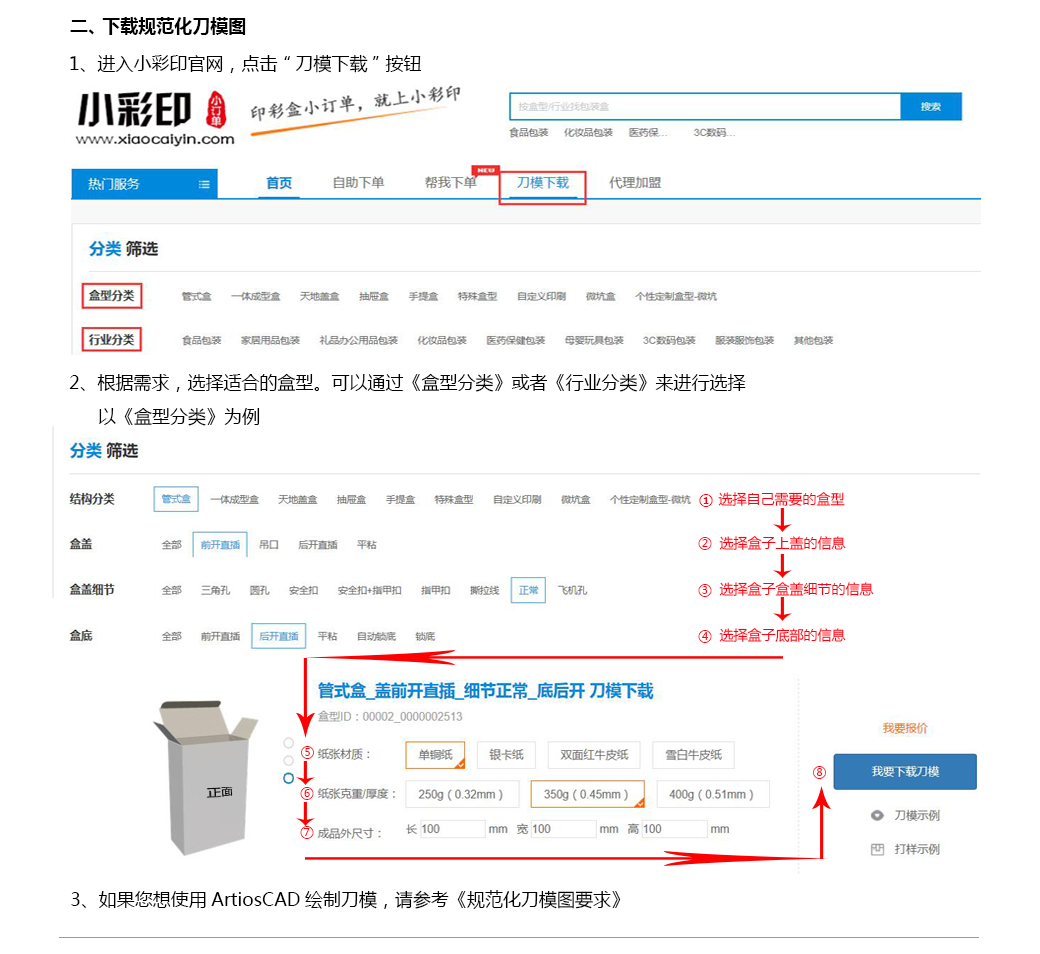 二、下载规范化刀模图
1、进入小彩印官网，点击“刀模下载”按钮
小彩印 小订单 印彩盒小订单，就上小彩印
www.xiaocaiyin.com
按盒型/行业找包装盒 搜索
食品包装 化妆品包装 医药保... 3C数码...
NEW
热门服务 首页 自助下单 帮我下单 刀模下载 代理加盟
分类 筛选
盒型分类 管式盒 一体成型盒 天地盖盒 抽屉盒 手提盒 特殊盒型 自定义印刷 微坑盒 个性定制盒型-微坑
行业分类 食品包装 家居用品包装 礼品办公用品包装 化妆品包装 医药保健包装 母婴玩具包装 3C数码包装 服装服饰包装 其他包装
2、根据需求，选择适合的盒型。可以通过《盒型分类》或者《行业分类》来进行选择
以《盒型分类》为例
分类 筛选
结构分类 管式盒 一体成型盒 天地盖盒 抽屉盒 手提盒 特殊盒型 自定义印刷 微坑盒 个性定制盒型-微坑 ① 选择自己需要的盒型
盒盖 全部 前开直插 吊口 后开直插 平粘 ② 选择盒子上盖的信息
盒盖细节 全部 三角孔 圆孔 安全扣 安全扣+指甲扣 指甲扣 撕拉线 正常 飞机孔 ③ 选择盒子盒盖细节的信息
盒底 全部 前开直插 后开直插 平粘 自动锁底 锁底 ④ 选择盒子底部的信息
管式盒_盖前开直插_细节正常_底后开 刀模下载
盒型ID：00002_0000002513
我要报价
⑤ 纸张材质： 单铜纸 银卡纸 双面红牛皮纸 雪白牛皮纸
⑧ 我要下载刀模
正面
⑥ 纸张克重/厚度： 250g ( 0.32mm ) 350g ( 0.45mm ) 400g ( 0.51mm )
刀模示例
⑦ 成品外尺寸： 长 100 mm 宽 100 mm 高 100 mm
打样示例
3、如果您想使用 ArtiosCAD 绘制刀模，请参考《规范化刀模图要求》